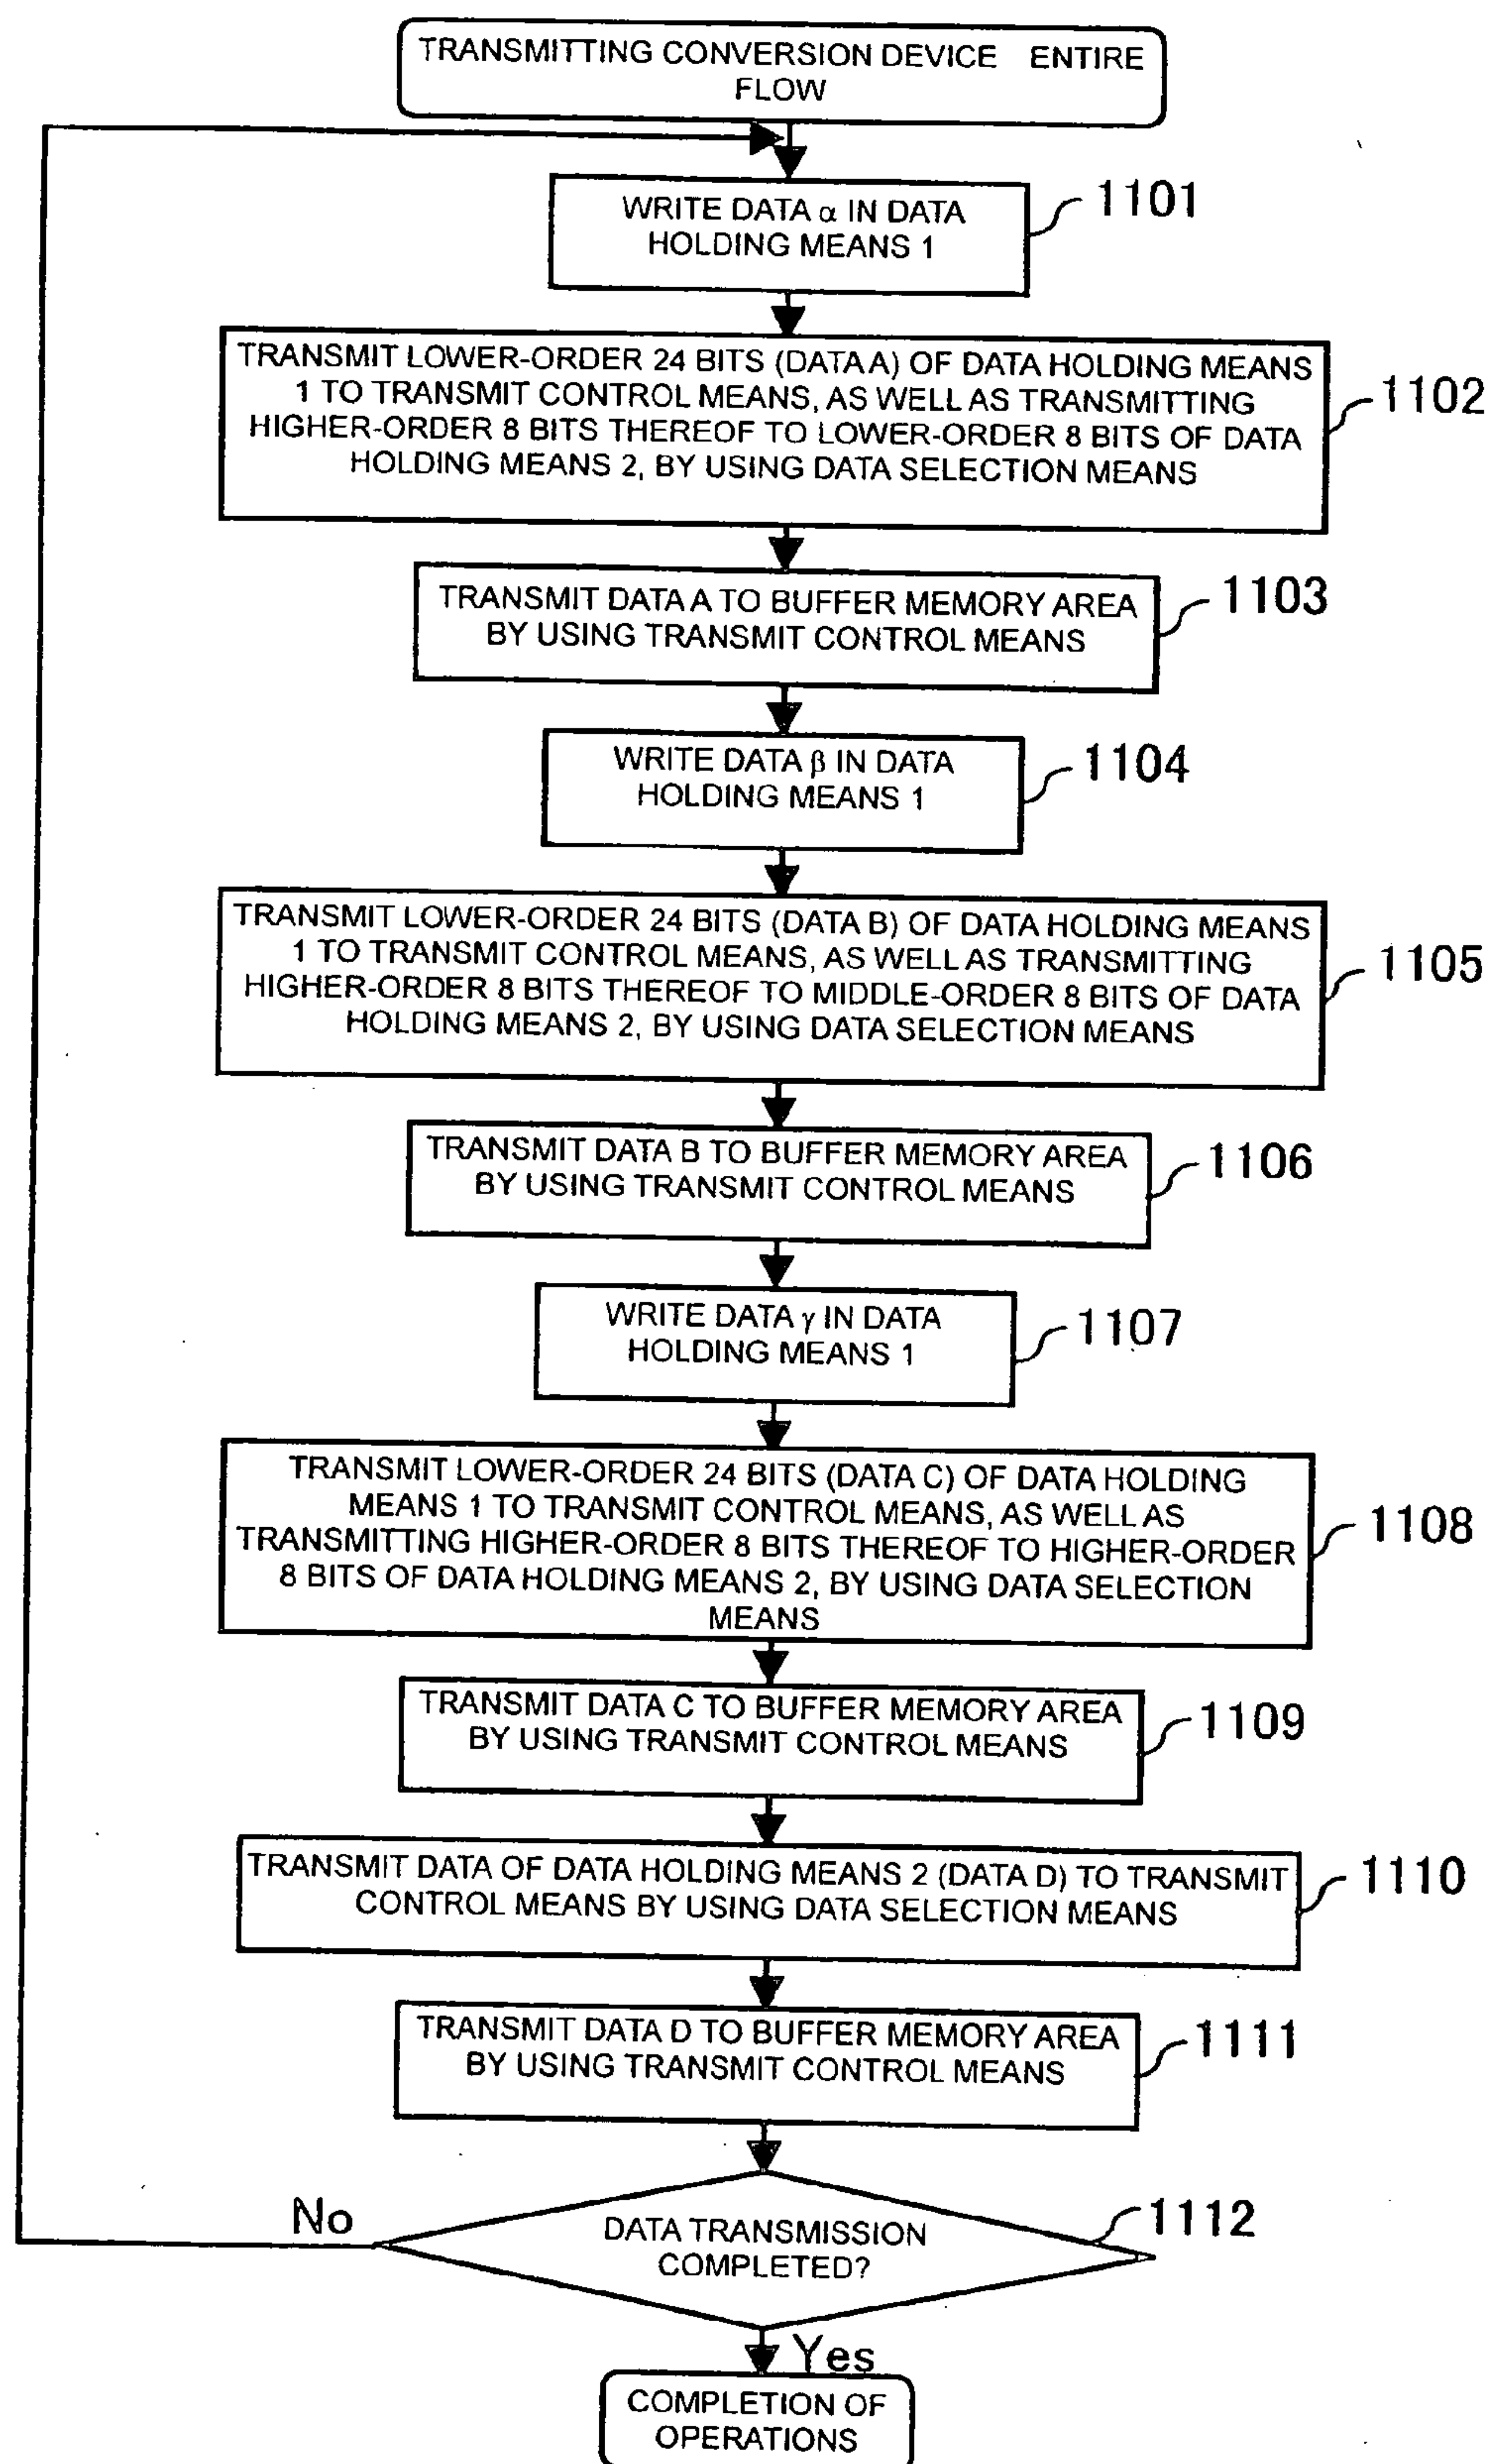 TRANSMITTING CONVERSION DEVICE ENTIRE
FLOW
WRITE DATA α IN DATA
HOLDING MEANS 1
1101
TRANSMIT LOWER-ORDER 24 BITS (DATA A) OF DATA HOLDING MEANS
1 TO TRANSMIT CONTROL MEANS, AS WELL AS TRANSMITTING
HIGHER-ORDER 8 BITS THEREOF TO LOWER-ORDER 8 BITS OF DATA
HOLDING MEANS 2, BY USING DATA SELECTION MEANS
1102
TRANSMIT DATA A TO BUFFER MEMORY AREA
BY USING TRANSMIT CONTROL MEANS
1103
WRITE DATA β IN DATA
HOLDING MEANS 1
1104
TRANSMIT LOWER-ORDER 24 BITS (DATA B) OF DATA HOLDING MEANS
1 TO TRANSMIT CONTROL MEANS, AS WELL AS TRANSMITTING
HIGHER-ORDER 8 BITS THEREOF TO MIDDLE-ORDER 8 BITS OF DATA
HOLDING MEANS 2, BY USING DATA SELECTION MEANS
1105
TRANSMIT DATA B TO BUFFER MEMORY AREA
BY USING TRANSMIT CONTROL MEANS
1106
WRITE DATA γ IN DATA
HOLDING MEANS 1
1107
TRANSMIT LOWER-ORDER 24 BITS (DATA C) OF DATA HOLDING
MEANS 1 TO TRANSMIT CONTROL MEANS, AS WELL AS
TRANSMITTING HIGHER-ORDER 8 BITS THEREOF TO HIGHER-ORDER
8 BITS OF DATA HOLDING MEANS 2, BY USING DATA SELECTION
MEANS
1108
TRANSMIT DATA C TO BUFFER MEMORY AREA
BY USING TRANSMIT CONTROL MEANS
1109
TRANSMIT DATA OF DATA HOLDING MEANS 2 (DATA D) TO TRANSMIT
CONTROL MEANS BY USING DATA SELECTION MEANS
1110
TRANSMIT DATA D TO BUFFER MEMORY AREA
BY USING TRANSMIT CONTROL MEANS
1111
No
DATA TRANSMISSION
COMPLETED?
1112
Yes
COMPLETION OF
OPERATIONS